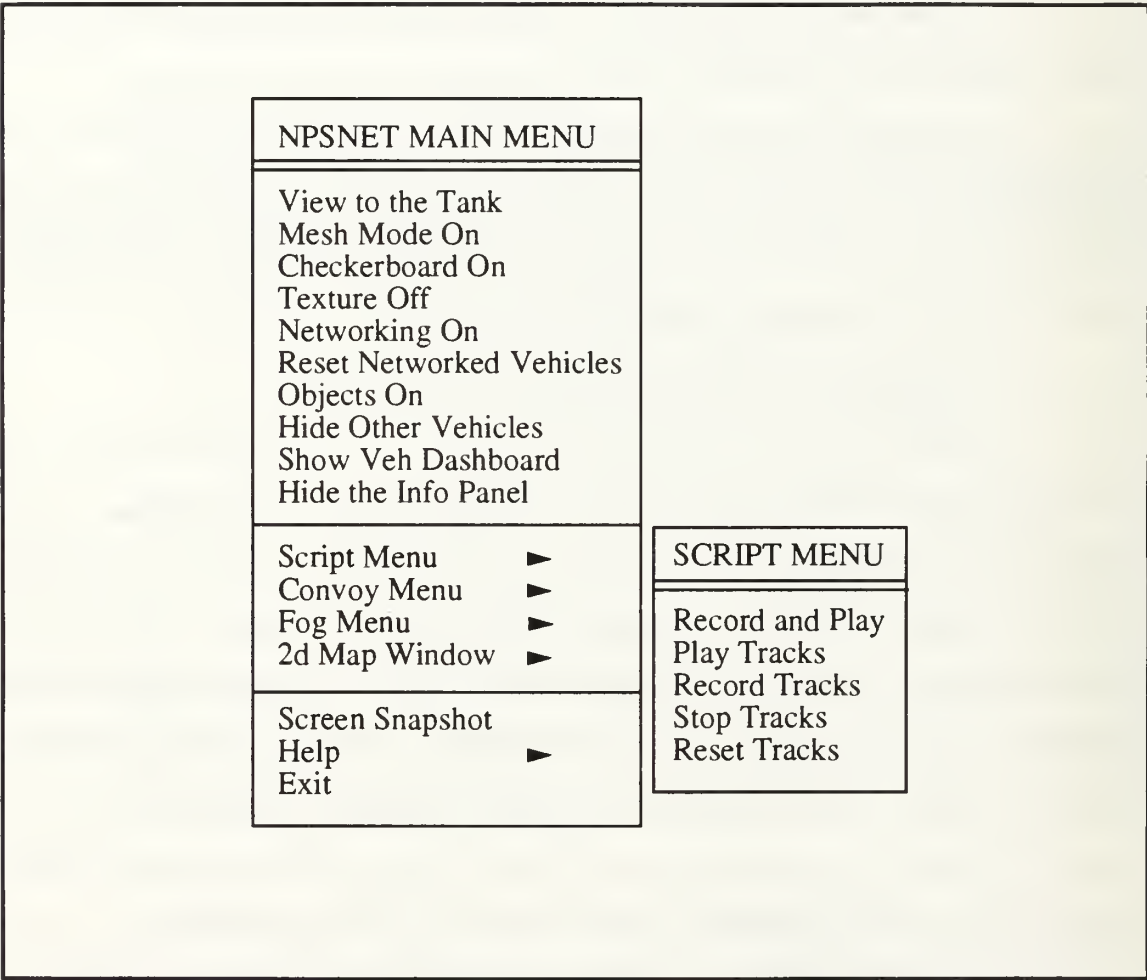 NPSNET MAIN MENU
View to the Tank
Mesh Mode On
Checkerboard On
Texture Off
Networking On
Reset Networked Vehicles
Objects On
Hide Other Vehicles
Show Veh Dashboard
Hide the Info Panel
Script Menu
Convoy Menu
Fog Menu
2d Map Window
Screen Snapshot
Help
Exit
SCRIPT MENU
Record and Play
Play Tracks
Record Tracks
Stop Tracks
Reset Tracks